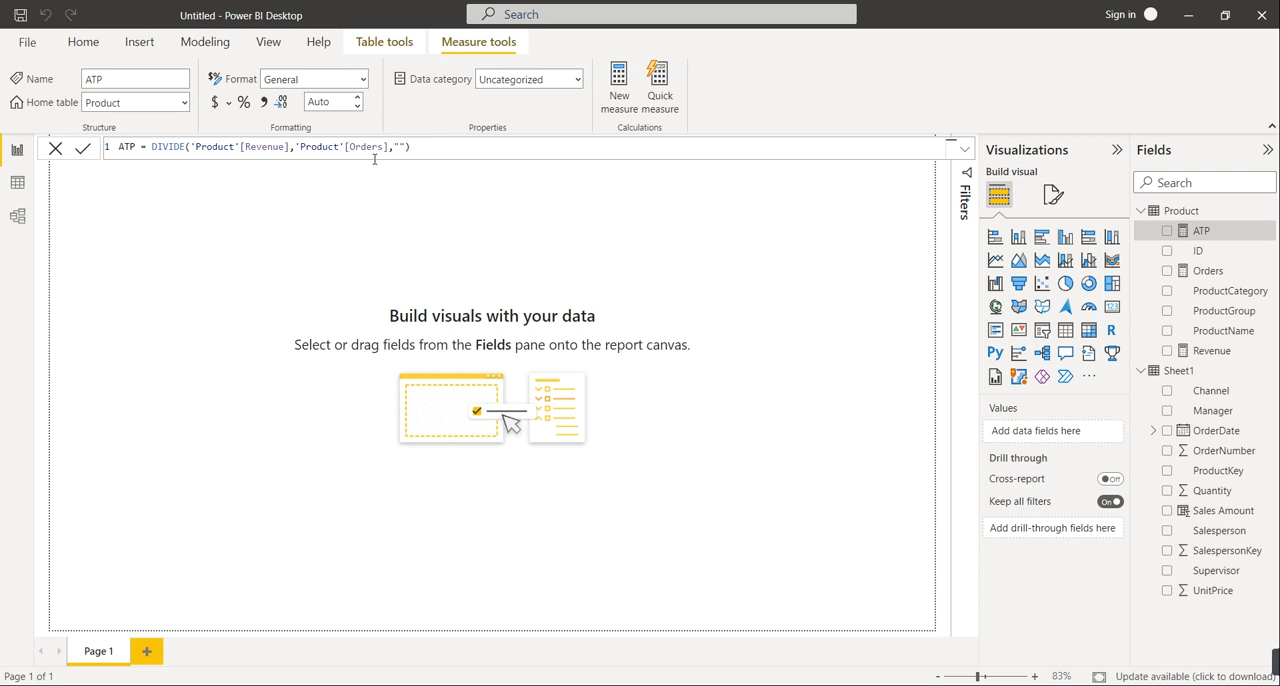 Untitled - Power BI Desktop
Search
Sign in
File Home Insert Modeling View Help Table tools Measure tools
Name ATP
Home table Product
Structure
$% Format General
$ % Auto
Formatting
Data category Uncategorized
Properties
New measure
Quick measure
Calculations
1 ATP = DIVIDE('Product'[Revenue],'Product'[Orders],"")
Build visuals with your data
Select or drag fields from the Fields pane onto the report canvas.
Filters
Visualizations
Build visual
123
R
Py
Values
Add data fields here
Drill through
Cross-report Off
Keep all filters On
Add drill-through fields here
Fields
Search
Product
ATP
ID
Orders
ProductCategory
ProductGroup
ProductName
Revenue
Sheet1
Channel
Manager
OrderDate
OrderNumber
ProductKey
Quantity
Sales Amount
Salesperson
SalespersonKey
Supervisor
UnitPrice
Page 1
Page 1 of 1
83%
Update available (click to download)